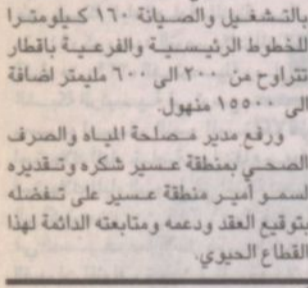 بالتشغيل والصيانة ١٦٠ كيلومترا
للخطوط الرئيسية والفرعية باقطار
تتراوح من ٢٠٠ الى ٦٠٠ مليمتر اضافة
الى ١٥٥٠٠ منهول.
ورفع مدير مصلحة المياه والصرف
الصحي بمنطقة عسير شكره وتقديره
لسمو أمير منطقة عسير على تفضله
بتوقيع العقد ودعمه ومتابعته الدائمة لهذا
القطاع الحيوي.